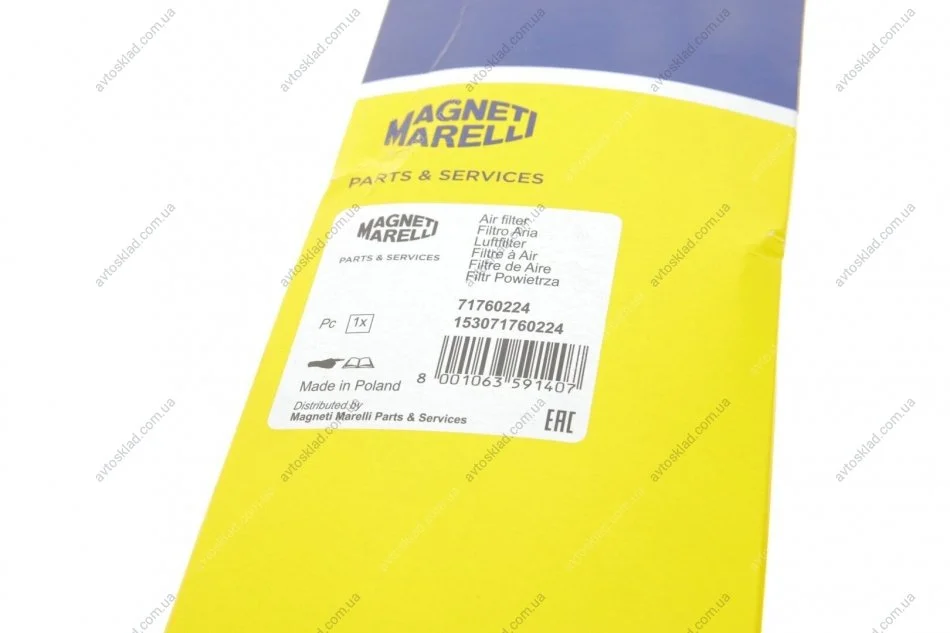 MAGNETI
MARELLI
PARTS & SERVICES
MAGNETI
MARELLI
PARTS & SERVICES
Air filter
Filtro Aria
Luftfilter
Filtre à Air
Filtre de Aire
Filtr Powietrza
71760224
153071760224
Pc 1x
8 001063 591407
Made in Poland
Distributed by
Magneti Marelli Parts & Services
EAC
avtosklad.com.ua